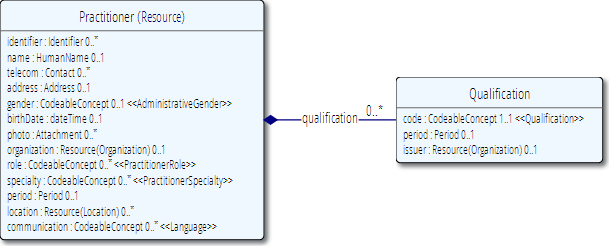 Practitioner (Resource)
identifier : Identifier 0..*
name : HumanName 0..1
telecom : Contact 0..*
address : Address 0..1
gender : CodeableConcept 0..1 <<AdministrativeGender>>
birthDate : dateTime 0..1
photo : Attachment 0..*
organization : Resource(Organization) 0..1
role : CodeableConcept 0..* <<PractitionerRole>>
specialty : CodeableConcept 0..* <<PractitionerSpecialty>>
period : Period 0..1
location : Resource(Location) 0..*
communication : CodeableConcept 0..* <<Language>>
qualification 0..*
Qualification
code : CodeableConcept 1..1 <<Qualification>>
period : Period 0..1
issuer : Resource(Organization) 0..1